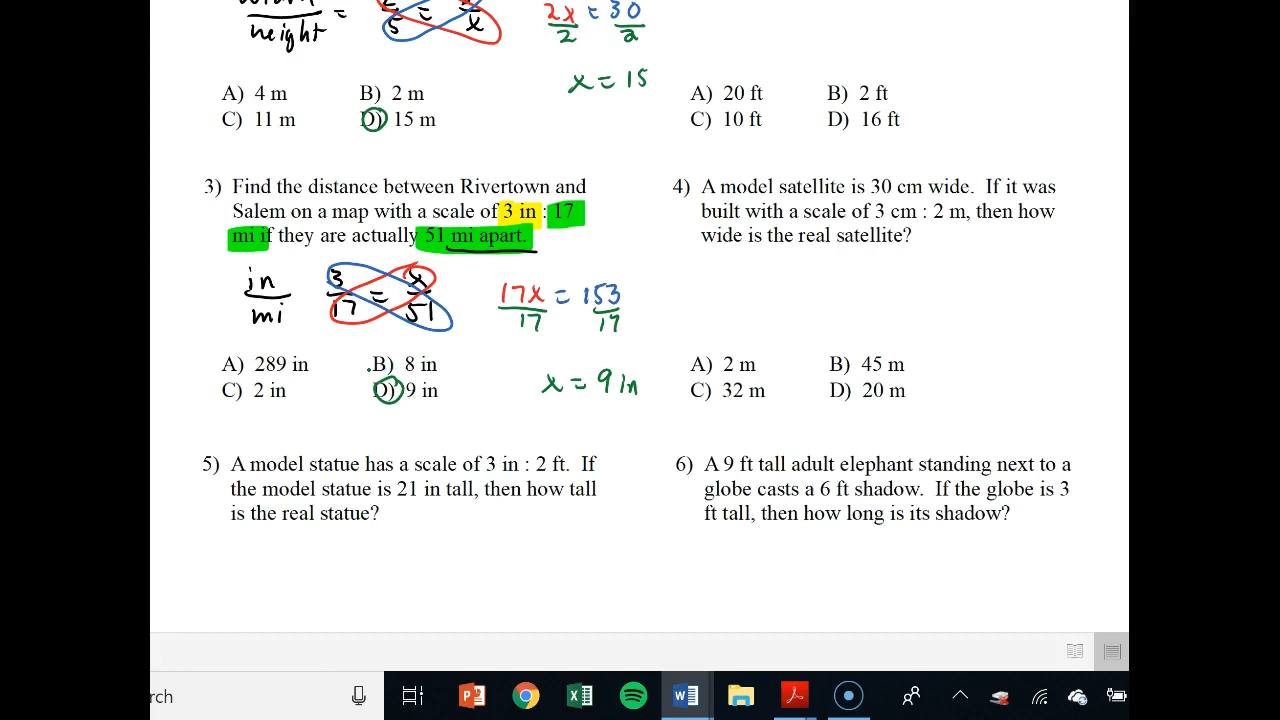 height = 5 = x
2x = 30
2 2
x = 15
A) 4 m B) 2 m
C) 11 m D) 15 m
A) 20 ft B) 2 ft
C) 10 ft D) 16 ft
3) Find the distance between Rivertown and
Salem on a map with a scale of 3 in : 17
mi if they are actually 51 mi apart.
in 3 = x 17x = 153
mi 17 51 17 17
x = 9 in
A) 289 in B) 8 in
C) 2 in D) 9 in
4) A model satellite is 30 cm wide. If it was
built with a scale of 3 cm : 2 m, then how
wide is the real satellite?
A) 2 m B) 45 m
C) 32 m D) 20 m
5) A model statue has a scale of 3 in : 2 ft. If
the model statue is 21 in tall, then how tall
is the real statue?
6) A 9 ft tall adult elephant standing next to a
globe casts a 6 ft shadow. If the globe is 3
ft tall, then how long is its shadow?
rch